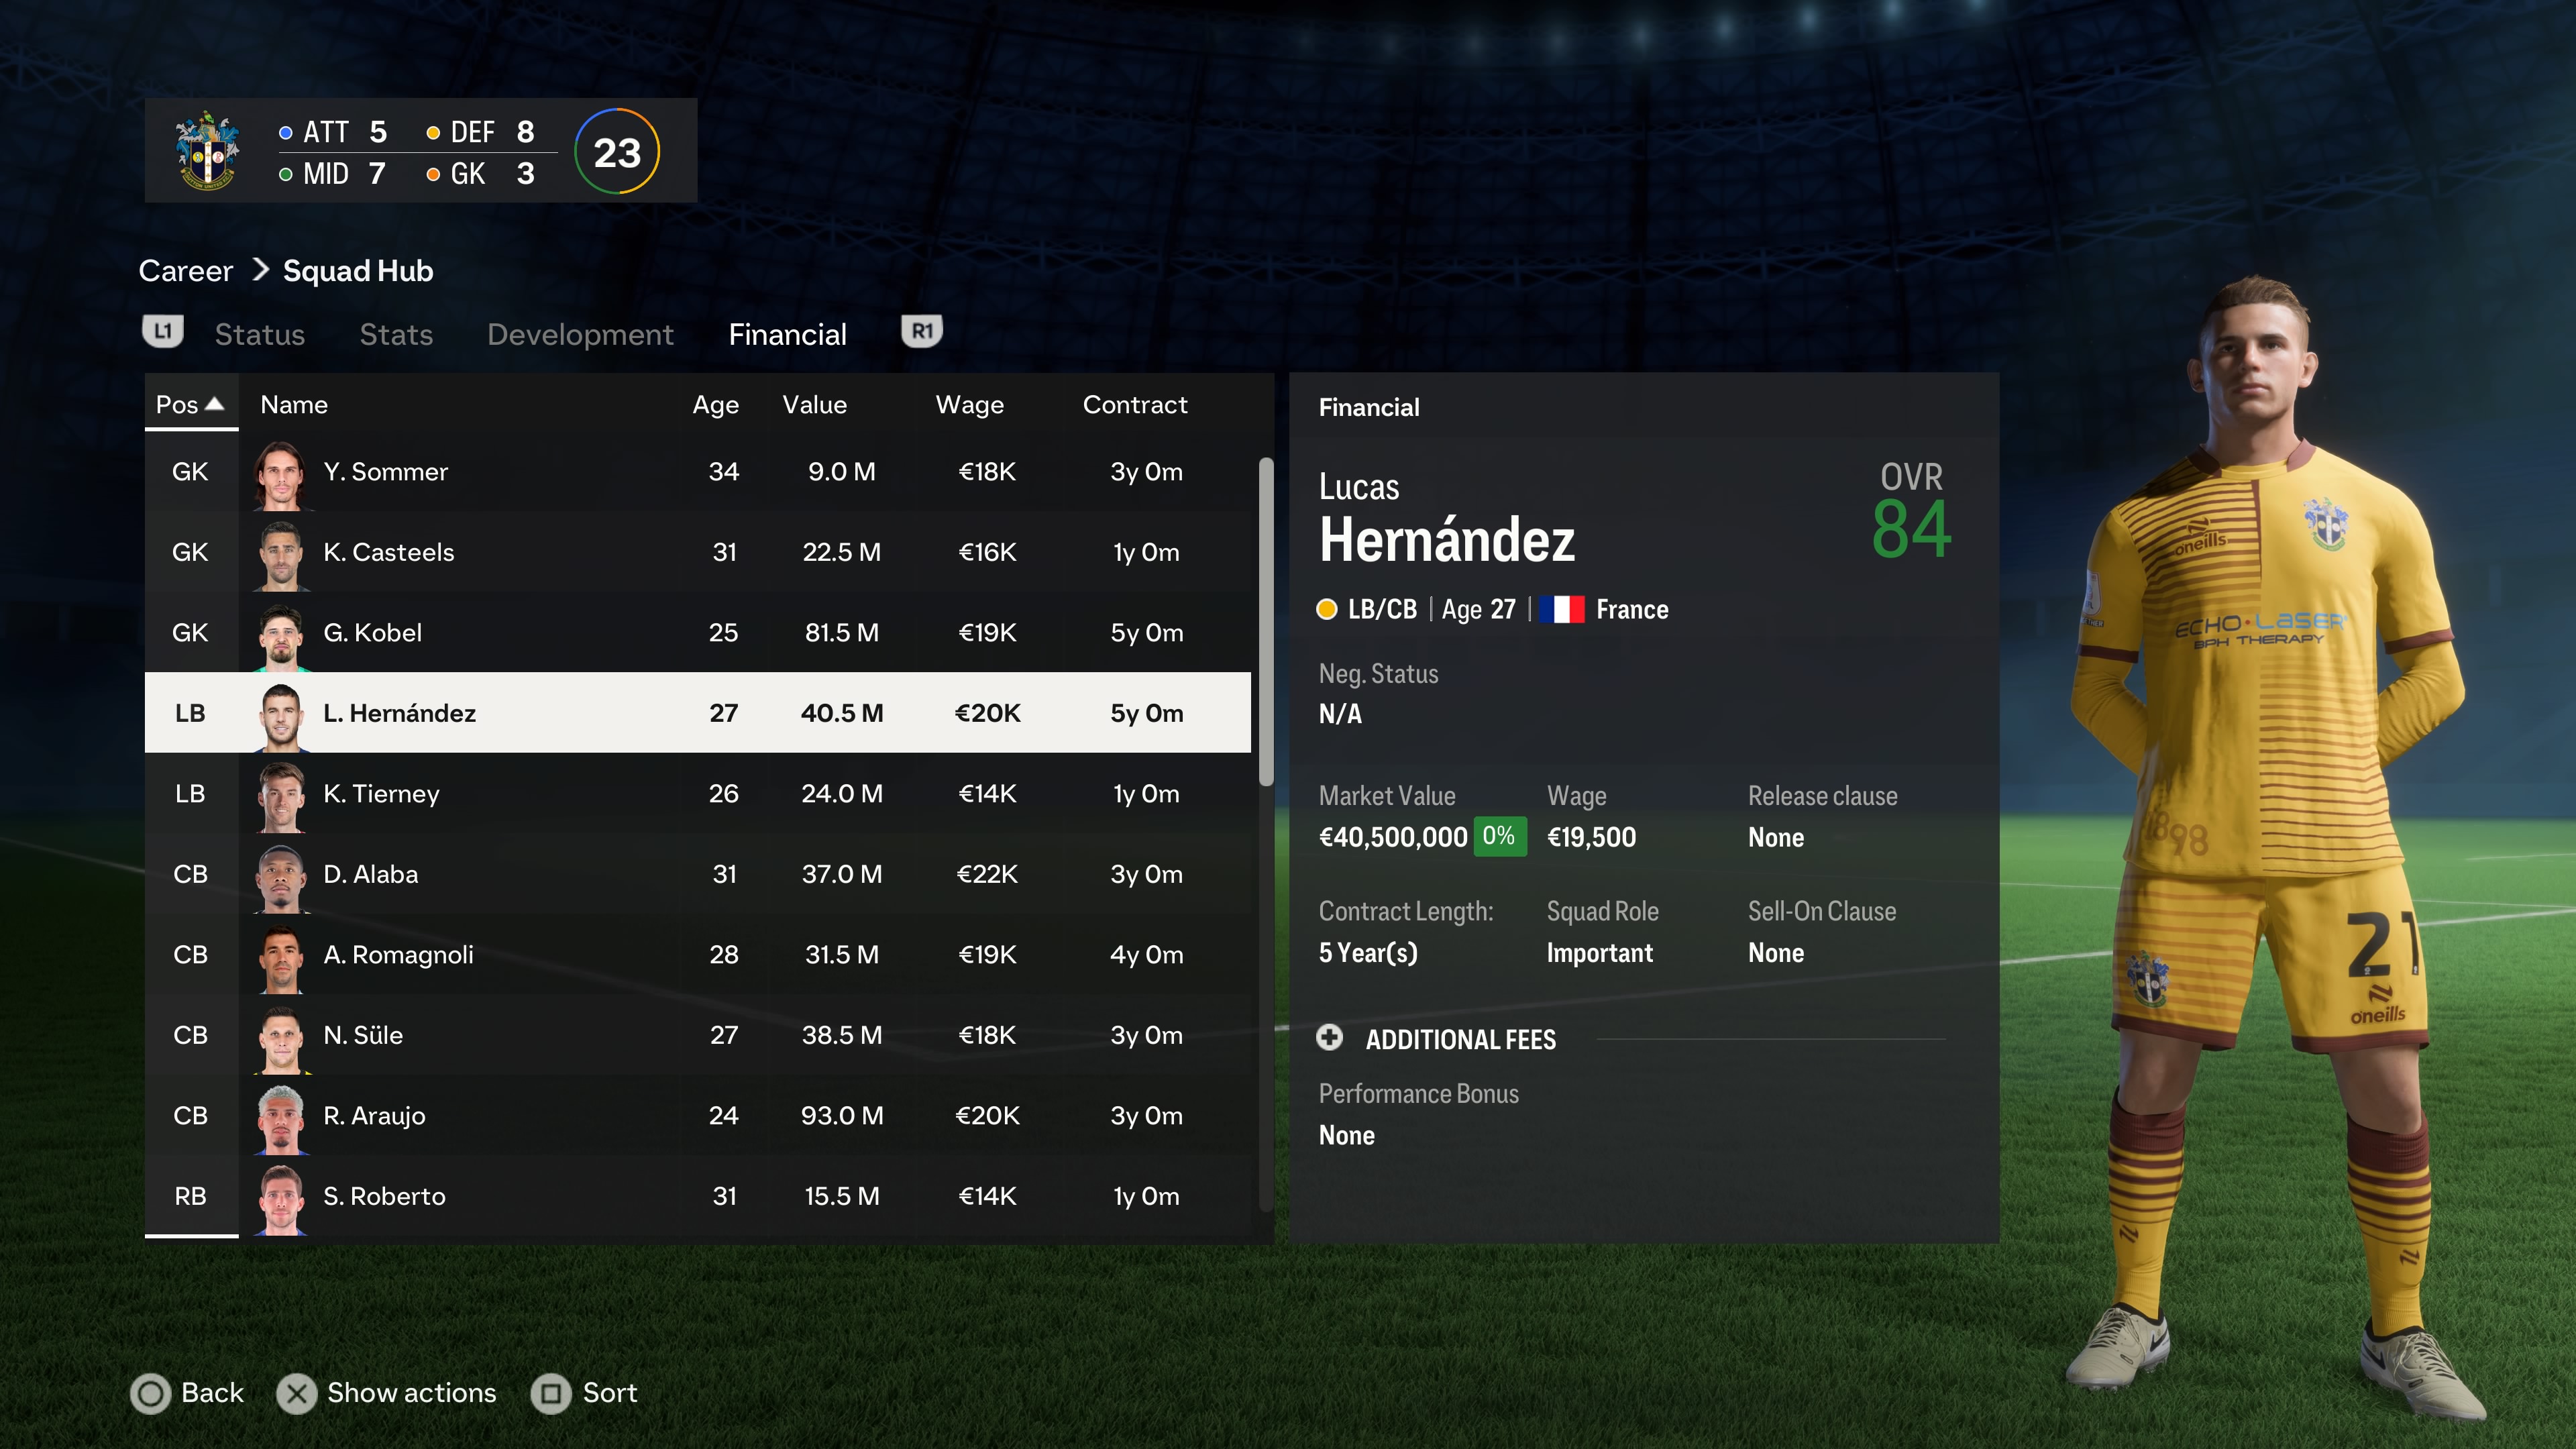 ATT 5 DEF 8
MID 7 GK 3
23
Career > Squad Hub
L1 Status Stats Development Financial R1
Pos Name Age Value Wage Contract
GK Y. Sommer 34 9.0 M €18K 3y 0m
GK K. Casteels 31 22.5 M €16K 1y 0m
GK G. Kobel 25 81.5 M €19K 5y 0m
LB L. Hernández 27 40.5 M €20K 5y 0m
LB K. Tierney 26 24.0 M €14K 1y 0m
CB D. Alaba 31 37.0 M €22K 3y 0m
CB A. Romagnoli 28 31.5 M €19K 4y 0m
CB N. Süle 27 38.5 M €18K 3y 0m
CB R. Araujo 24 93.0 M €20K 3y 0m
RB S. Roberto 31 15.5 M €14K 1y 0m
Financial
Lucas
Hernández
OVR
84
LB/CB | Age 27 | France
Neg. Status
N/A
Market Value Wage Release clause
€40,500,000 0% €19,500 None
Contract Length: Squad Role Sell-On Clause
5 Year(s) Important None
ADDITIONAL FEES
Performance Bonus
None
oneills
ECHO·LASER
BPH THERAPY
1898
21
oneills
Back Show actions Sort